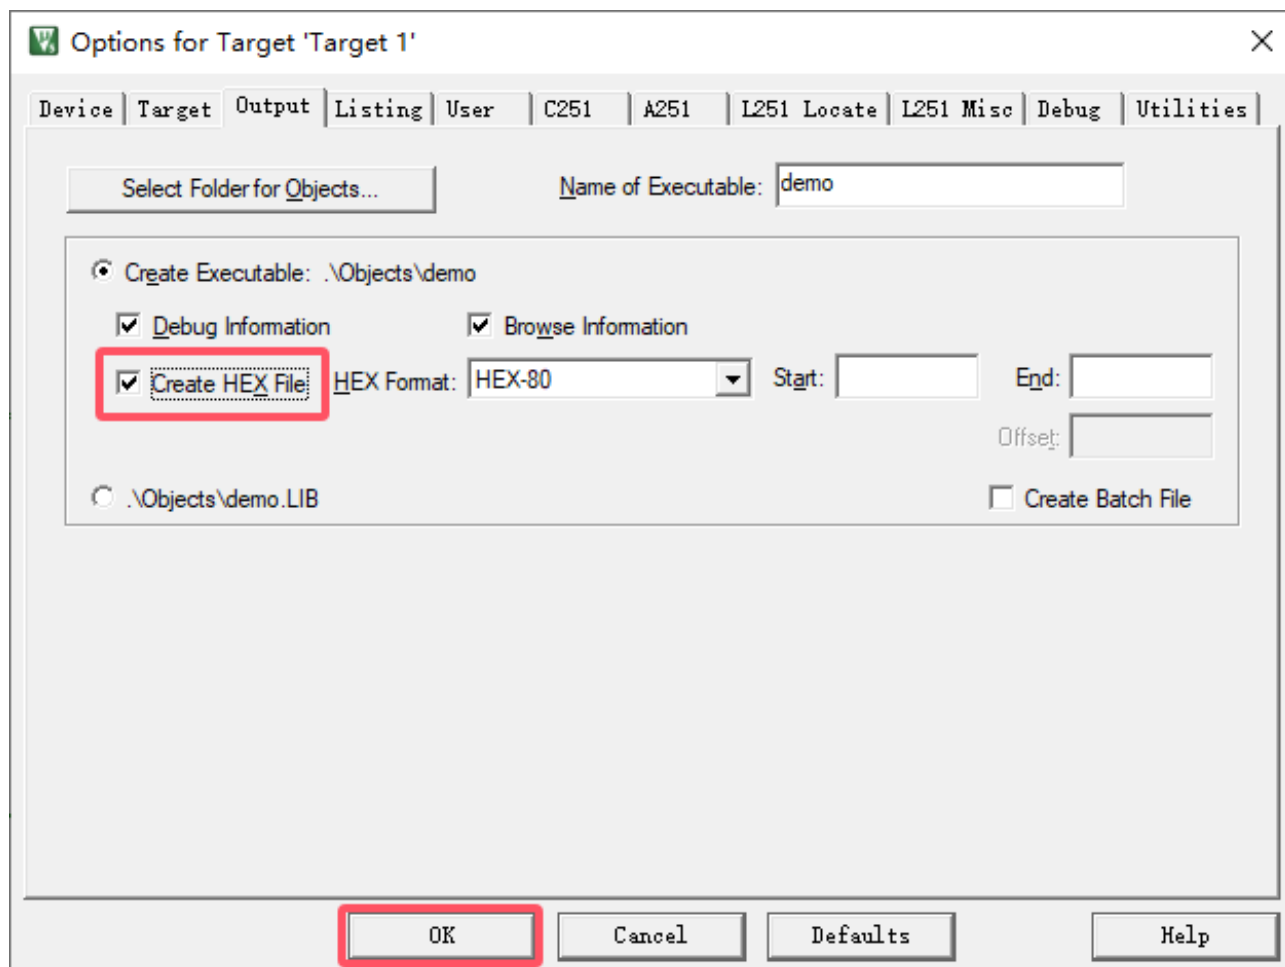 Options for Target 'Target 1'
Device Target Output Listing User C251 A251 L251 Locate L251 Misc Debug Utilities
Select Folder for Objects... Name of Executable: demo
Create Executable: .\Objects\demo
Debug Information Browse Information
Create HEX File HEX Format: HEX-80 Start: End:
Offset:
.\Objects\demo.LIB Create Batch File
OK Cancel Defaults Help